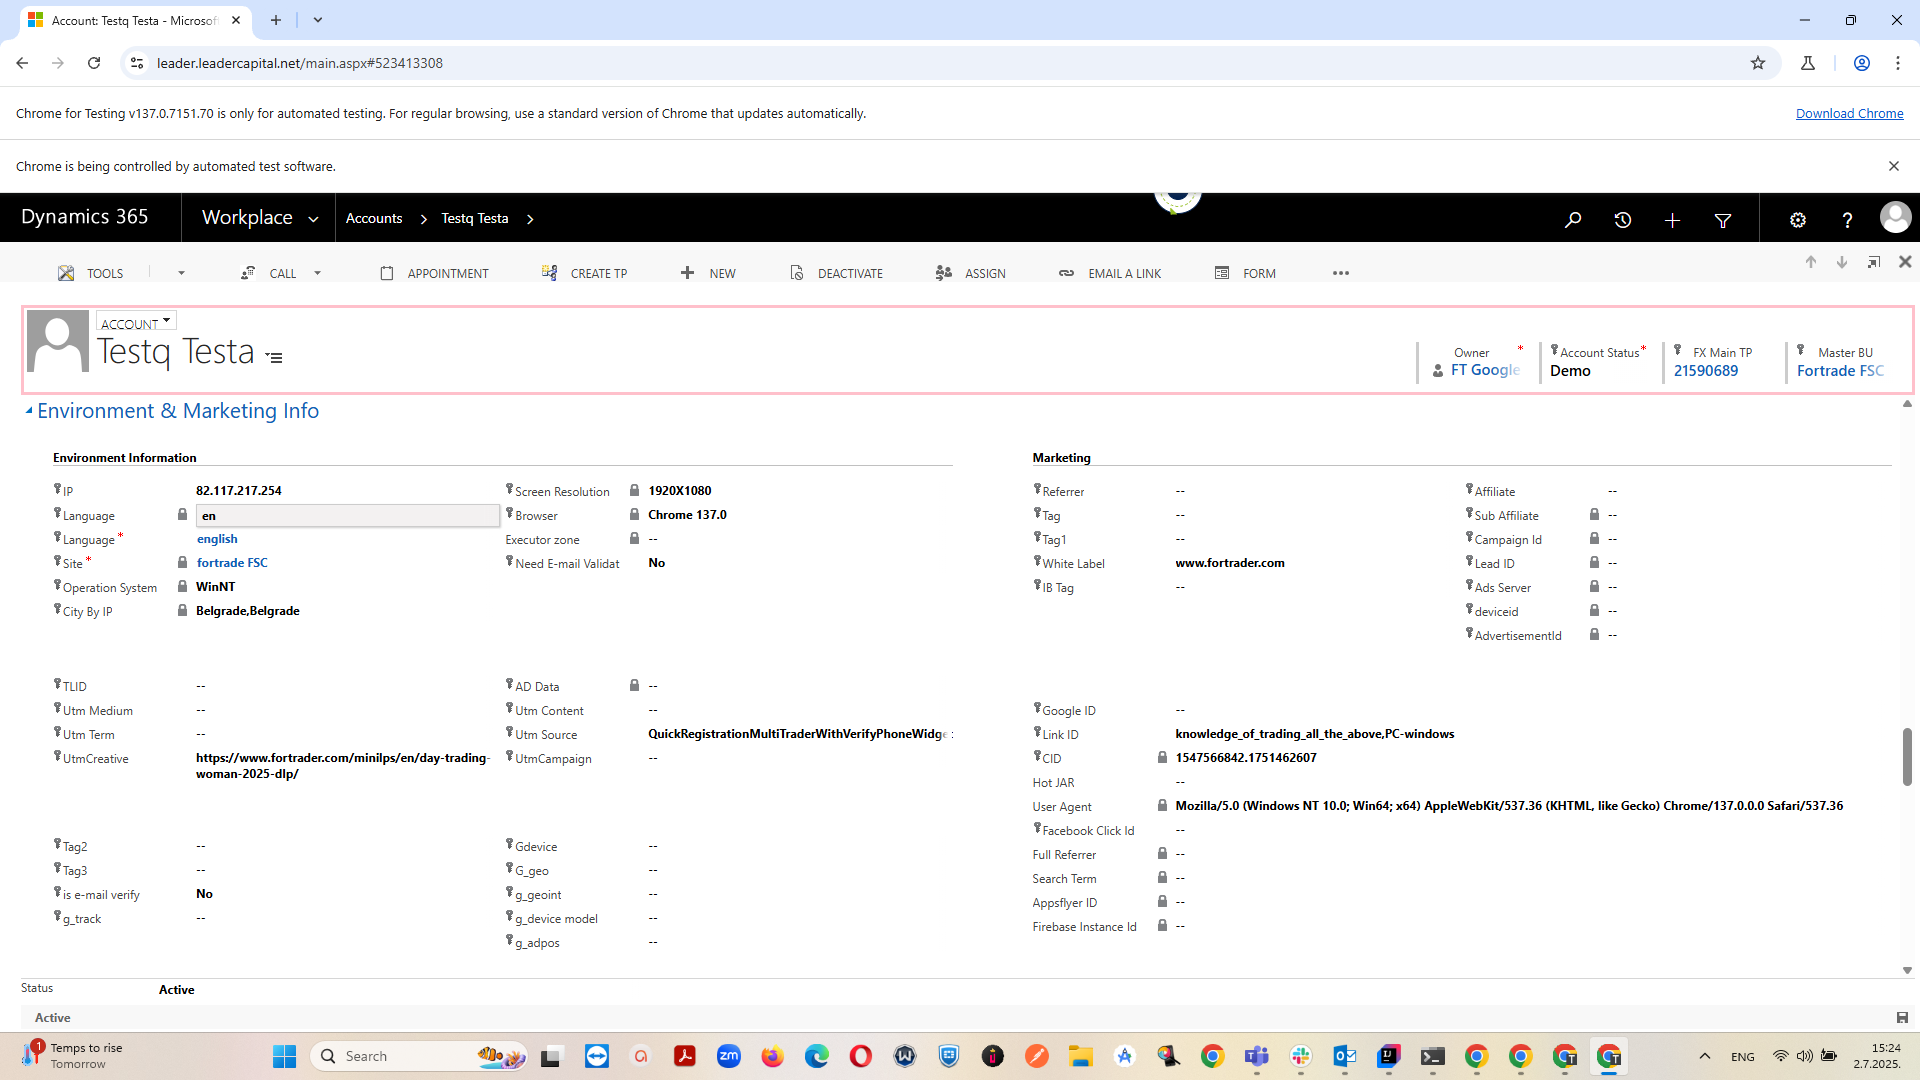 Account: Testq Testa - Microsof
leader.leadercapital.net/main.aspx#523413308
Chrome for Testing v137.0.7151.70 is only for automated testing. For regular browsing, use a standard version of Chrome that updates automatically.
Download Chrome
Chrome is being controlled by automated test software.
Dynamics 365
Workplace
Accounts
Testq Testa
TOOLS
CALL
APPOINTMENT
CREATE TP
NEW
DEACTIVATE
ASSIGN
EMAIL A LINK
FORM
ACCOUNT
Testq Testa
Owner *
FT Google
Account Status*
Demo
FX Main TP
21590689
Master BU
Fortrade FSC
Environment & Marketing Info
Environment Information
IP 82.117.217.254
Language en
Language * english
Site * fortrade FSC
Operation System WinNT
City By IP Belgrade,Belgrade
Screen Resolution 1920X1080
Browser Chrome 137.0
Executor zone --
Need E-mail Validat No
Marketing
Referrer --
Tag --
Tag1 --
White Label www.fortrader.com
IB Tag --
Affiliate --
Sub Affiliate --
Campaign Id --
Lead ID --
Ads Server --
deviceid --
AdvertisementId --
TLID --
Utm Medium --
Utm Term --
UtmCreative https://www.fortrader.com/minilps/en/day-trading-
woman-2025-dlp/
AD Data --
Utm Content --
Utm Source QuickRegistrationMultiTraderWithVerifyPhoneWidge
UtmCampaign --
Google ID --
Link ID knowledge_of_trading_all_the_above,PC-windows
CID 1547566842.1751462607
Hot JAR --
User Agent Mozilla/5.0 (Windows NT 10.0; Win64; x64) AppleWebKit/537.36 (KHTML, like Gecko) Chrome/137.0.0.0 Safari/537.36
Facebook Click Id --
Full Referrer --
Search Term --
Appsflyer ID --
Firebase Instance Id --
Tag2 --
Tag3 --
is e-mail verify No
g_track --
Gdevice --
G_geo --
g_geoint --
g_device model --
g_adpos --
Status Active
Active
1
Temps to rise
Tomorrow
Search
zm
ENG
15:24
2.7.2025.